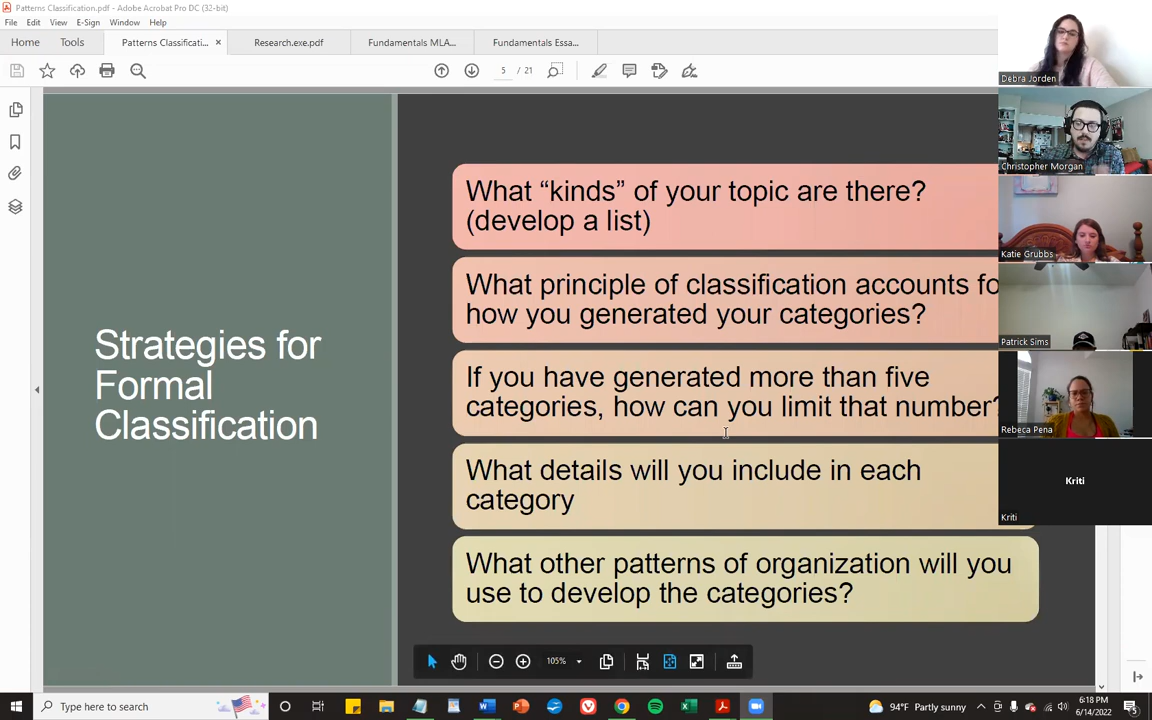 Patterns Classification.pdf - Adobe Acrobat Pro DC (32-bit)
File Edit View E-Sign Window Help
Home Tools Patterns Classificati... × Research.exe.pdf Fundamentals MLA... Fundamentals Essa...
5 / 21
Strategies for
Formal
Classification
What “kinds” of your topic are there?
(develop a list)
What principle of classification accounts fo
how you generated your categories?
If you have generated more than five
categories, how can you limit that number?
What details will you include in each
category
What other patterns of organization will you
use to develop the categories?
105%
Debra Jorden
Christopher Morgan
Katie Grubbs
Patrick Sims
Rebeca Pena
Kriti
Kriti
Type here to search
94°F Partly sunny
6:18 PM
6/14/2022
5